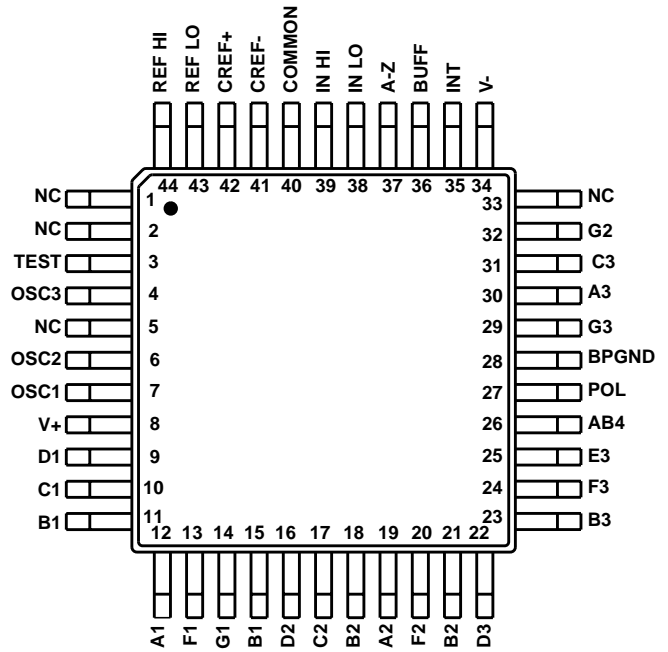 REF HI
REF LO
CREF+
CREF-
COMMON
IN HI
IN LO
A-Z
BUFF
INT
V-
44 43 42 41 40 39 38 37 36 35 34
NC 1 33 NC
NC 2 32 G2
TEST 3 31 C3
OSC3 4 30 A3
NC 5 29 G3
OSC2 6 28 BPGND
OSC1 7 27 POL
V+ 8 26 AB4
D1 9 25 E3
C1 10 24 F3
B1 11 23 B3
12 13 14 15 16 17 18 19 20 21 22
A1
F1
G1
B1
D2
C2
B2
A2
F2
B2
D3